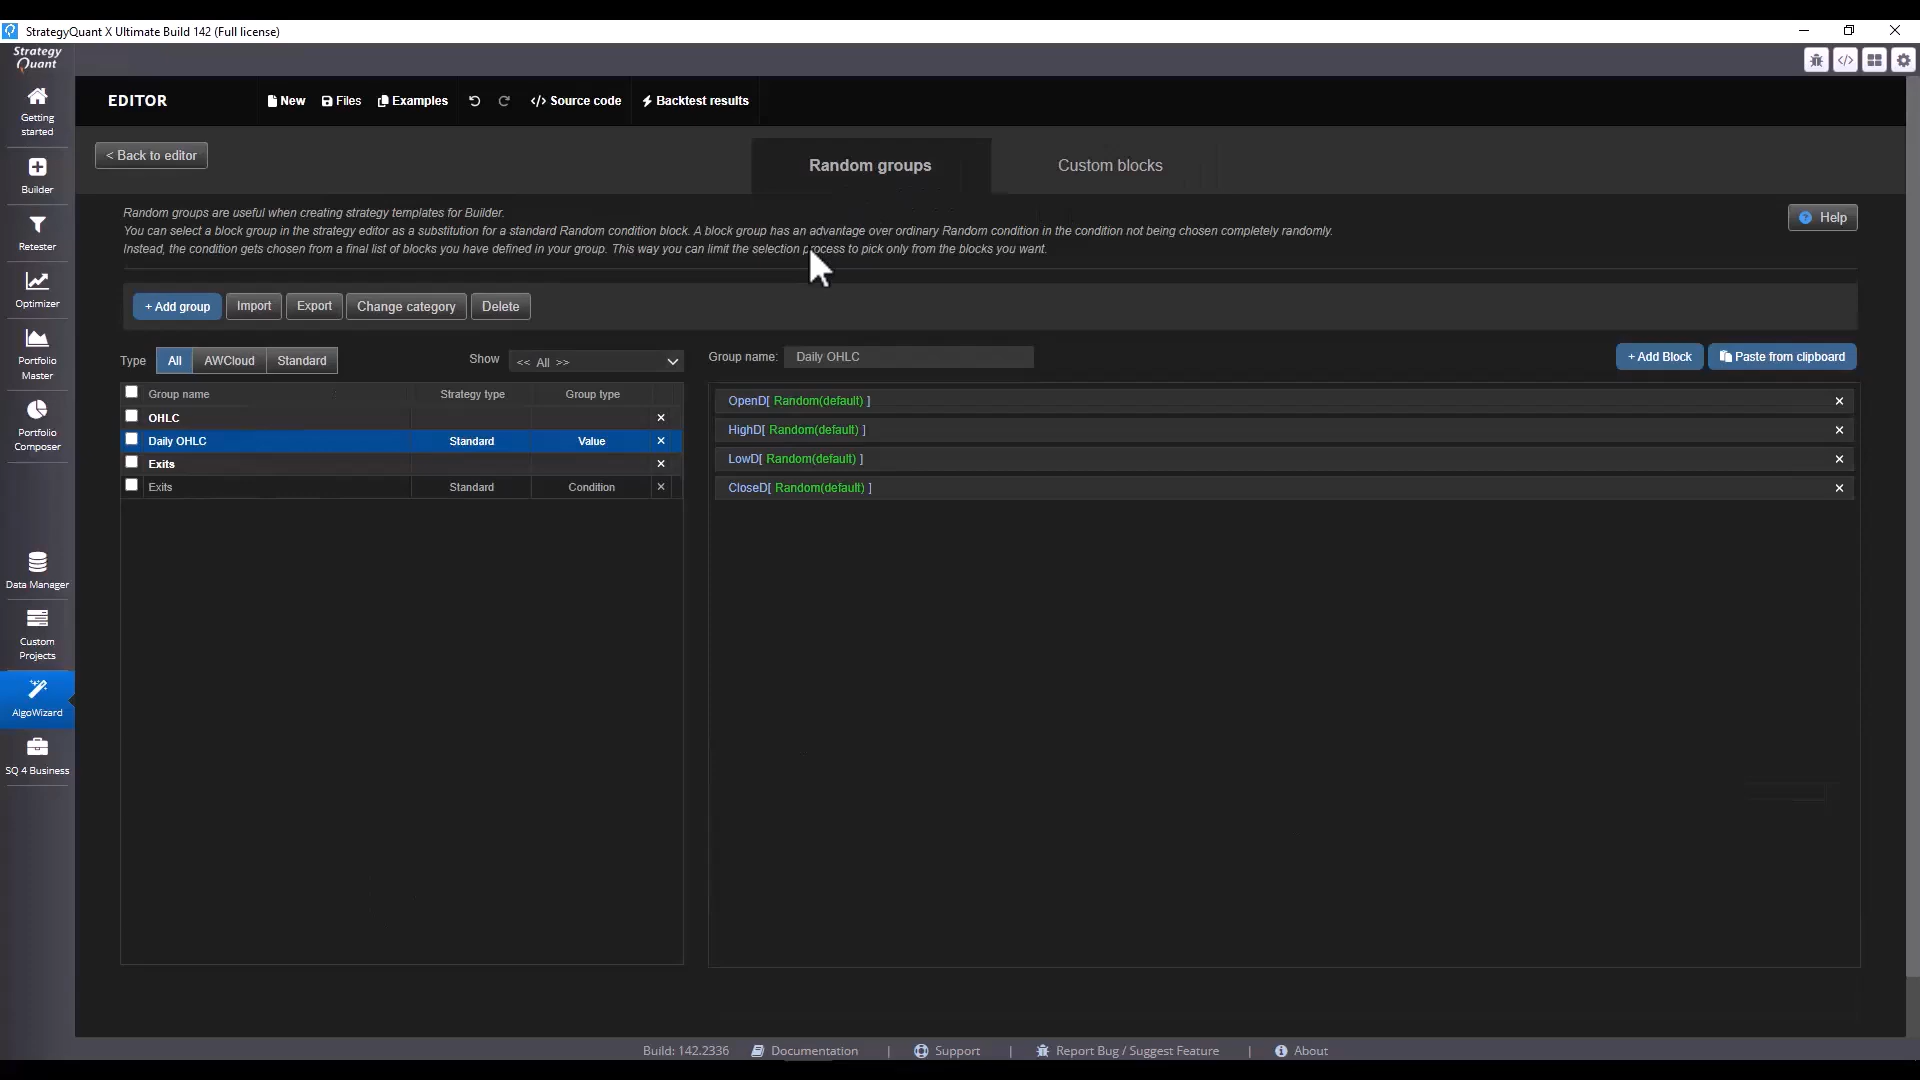 StrategyQuant X Ultimate Build 142 (Full license)
Strategy
Quant
EDITOR
New
Files
Examples
</> Source code
Backtest results
Getting
started
Builder
Retester
Optimizer
Portfolio
Master
Portfolio
Composer
Data Manager
Custom
Projects
AlgoWizard
SQ 4 Business
< Back to editor
Random groups
Custom blocks
Random groups are useful when creating strategy templates for Builder.
You can select a block group in the strategy editor as a substitution for a standard Random condition block. A block group has an advantage over ordinary Random condition in the condition not being chosen completely randomly.
Instead, the condition gets chosen from a final list of blocks you have defined in your group. This way you can limit the selection process to pick only from the blocks you want.
? Help
+ Add group
Import
Export
Change category
Delete
Type
All
AWCloud
Standard
Show
<< All >>
Group name: Daily OHLC
+ Add Block
Paste from clipboard
Group name Strategy type Group type
OHLC
Daily OHLC Standard Value
Exits
Exits Standard Condition
OpenD[ Random(default) ]
HighD[ Random(default) ]
LowD[ Random(default) ]
CloseD[ Random(default) ]
Build: 142.2336
Documentation
|
Support
|
Report Bug / Suggest Feature
|
About